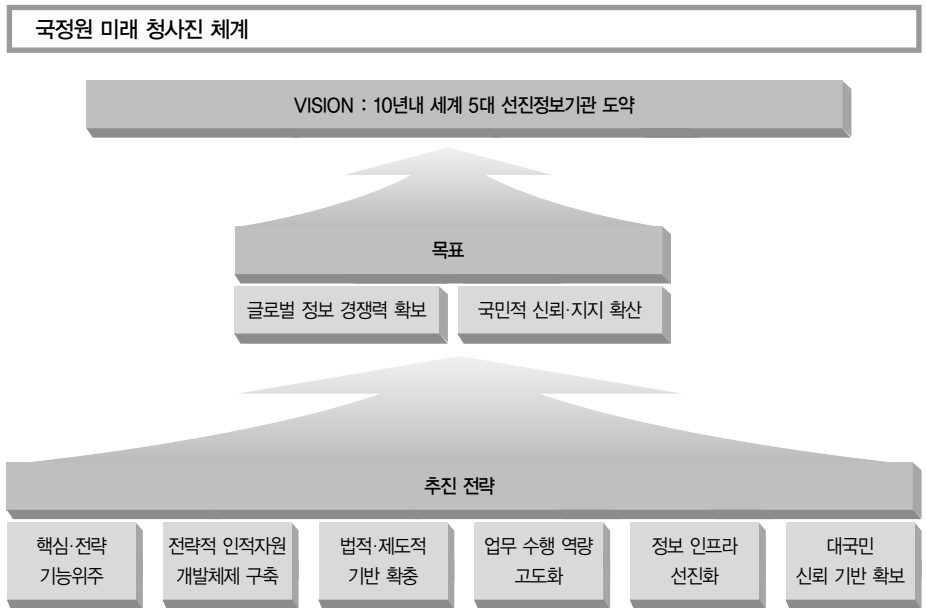 국정원 미래 청사진 체계
VISION : 10년내 세계 5대 선진정보기관 도약
목표
글로벌 정보 경쟁력 확보
국민적 신뢰·지지 확산
추진 전략
핵심·전략
기능위주
전략적 인적자원
개발체제 구축
법적·제도적
기반 확충
업무 수행 역량
고도화
정보 인프라
선진화
대국민
신뢰 기반 확보